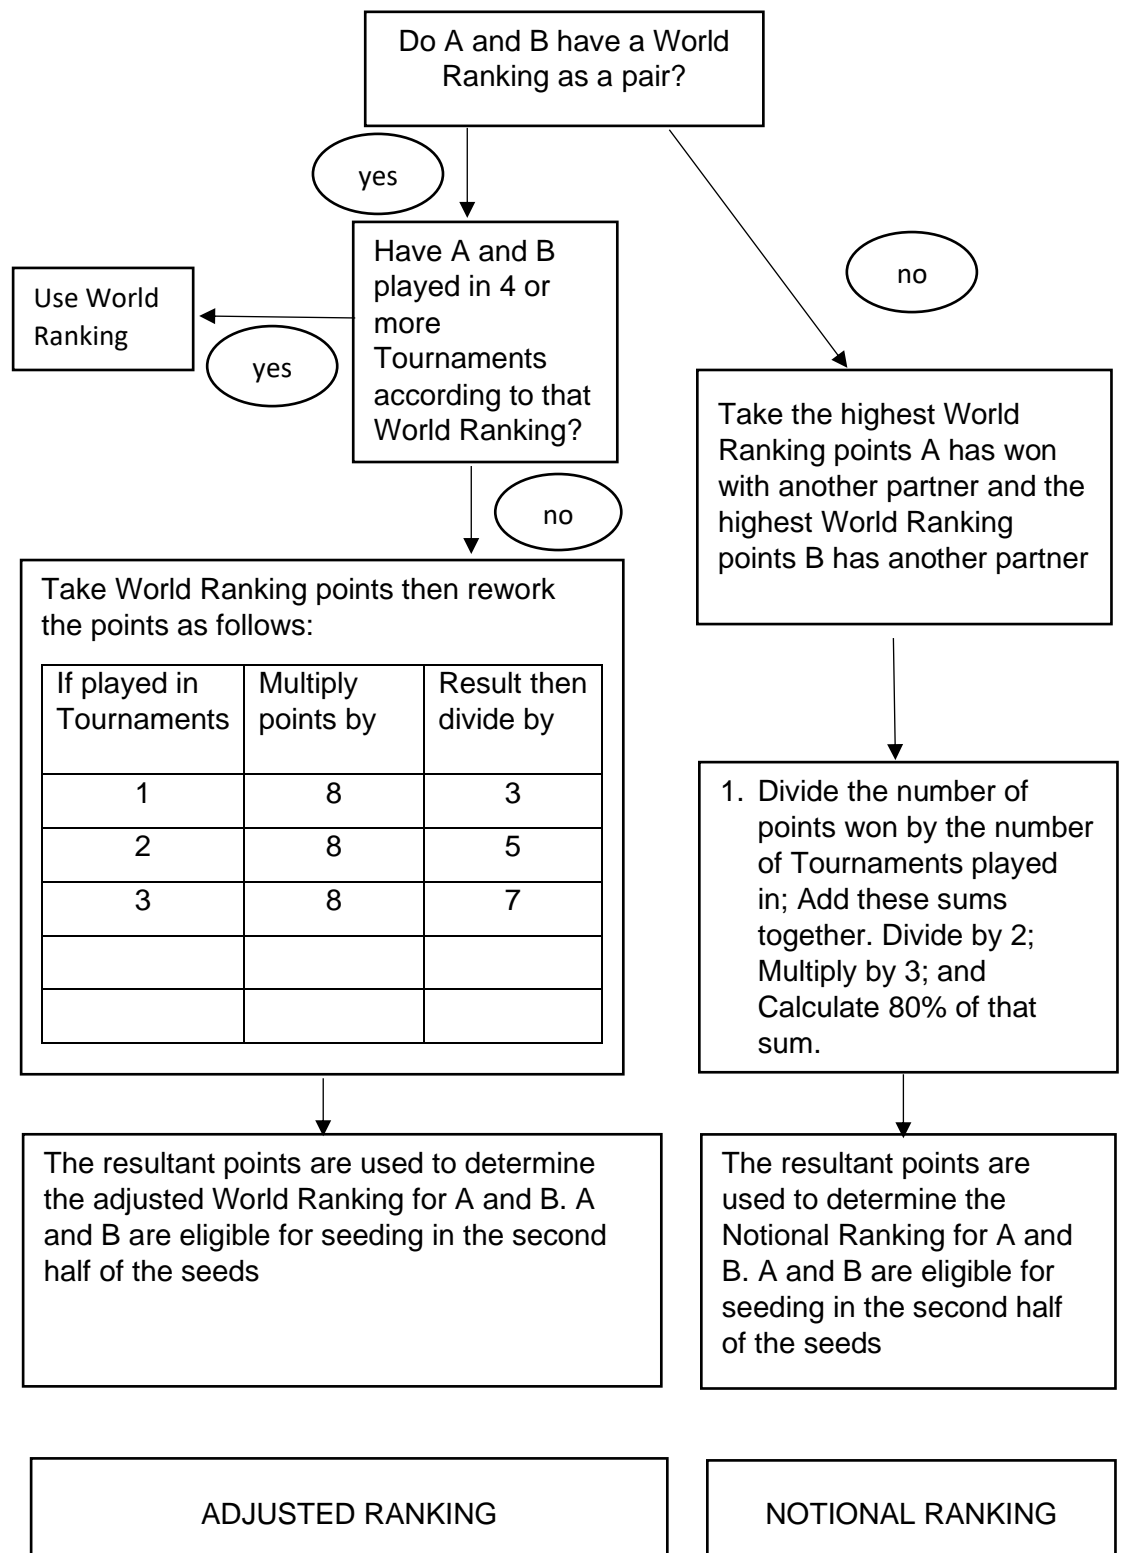 Do A and B have a World
Ranking as a pair?
yes
Have A and B
played in 4 or
more
Tournaments
according to that
World Ranking?
no
Use World
Ranking
yes
Take the highest World
Ranking points A has won
with another partner and the
highest World Ranking
points B has another partner
no
Take World Ranking points then rework
the points as follows:
If played in Multiply Result then
Tournaments points by divide by
1 8 3
2 8 5
3 8 7
1. Divide the number of
points won by the number
of Tournaments played
in; Add these sums
together. Divide by 2;
Multiply by 3; and
Calculate 80% of that
sum.
The resultant points are used to determine
the adjusted World Ranking for A and B. A
and B are eligible for seeding in the second
half of the seeds
The resultant points are
used to determine the
Notional Ranking for A and
B. A and B are eligible for
seeding in the second half
of the seeds
ADJUSTED RANKING
NOTIONAL RANKING